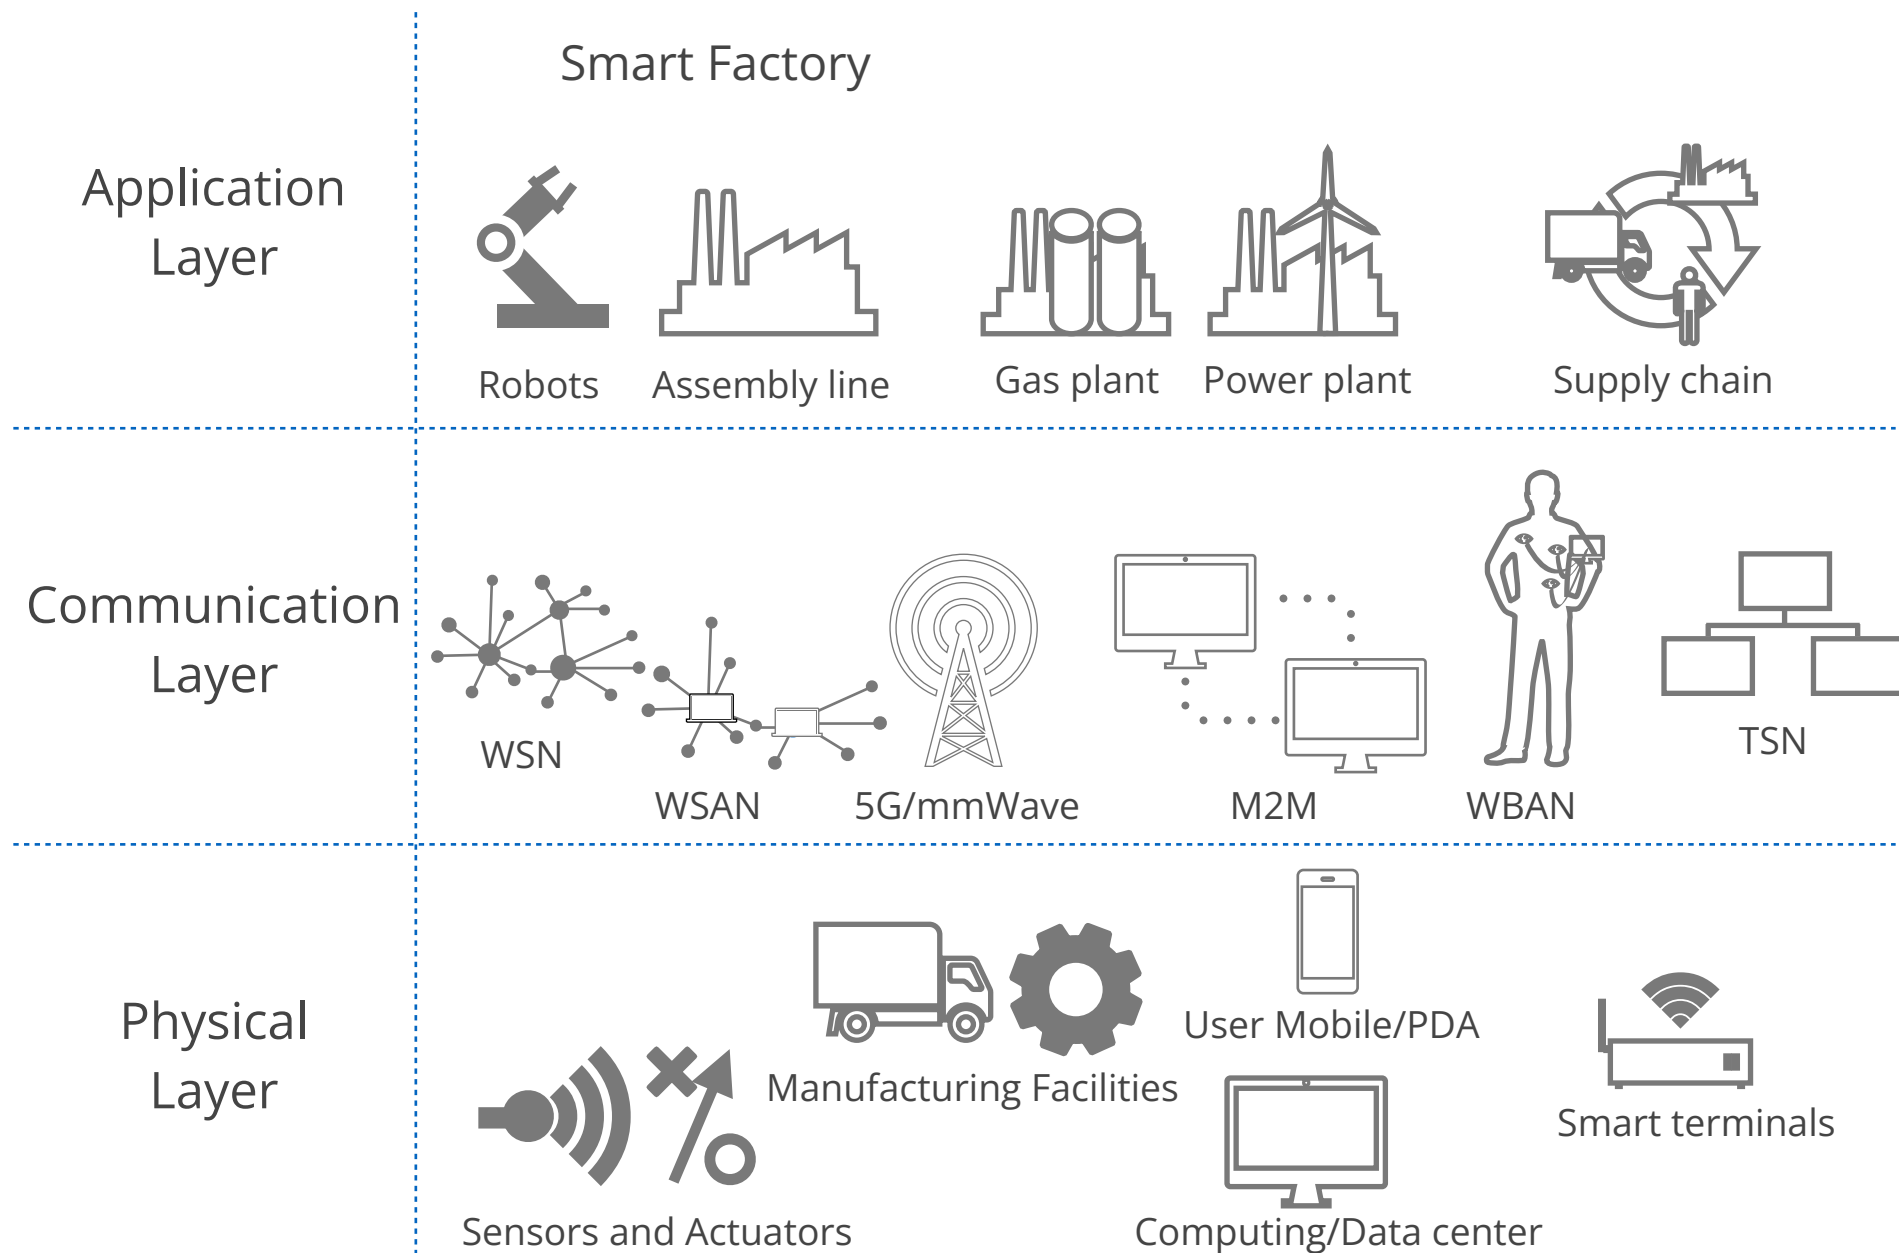 Smart Factory
Application
Layer
Robots
Assembly line
Gas plant
Power plant
Supply chain
Communication
Layer
WSN
WSAN
5G/mmWave
M2M
WBAN
TSN
Physical
Layer
Sensors and Actuators
Manufacturing Facilities
User Mobile/PDA
Computing/Data center
Smart terminals